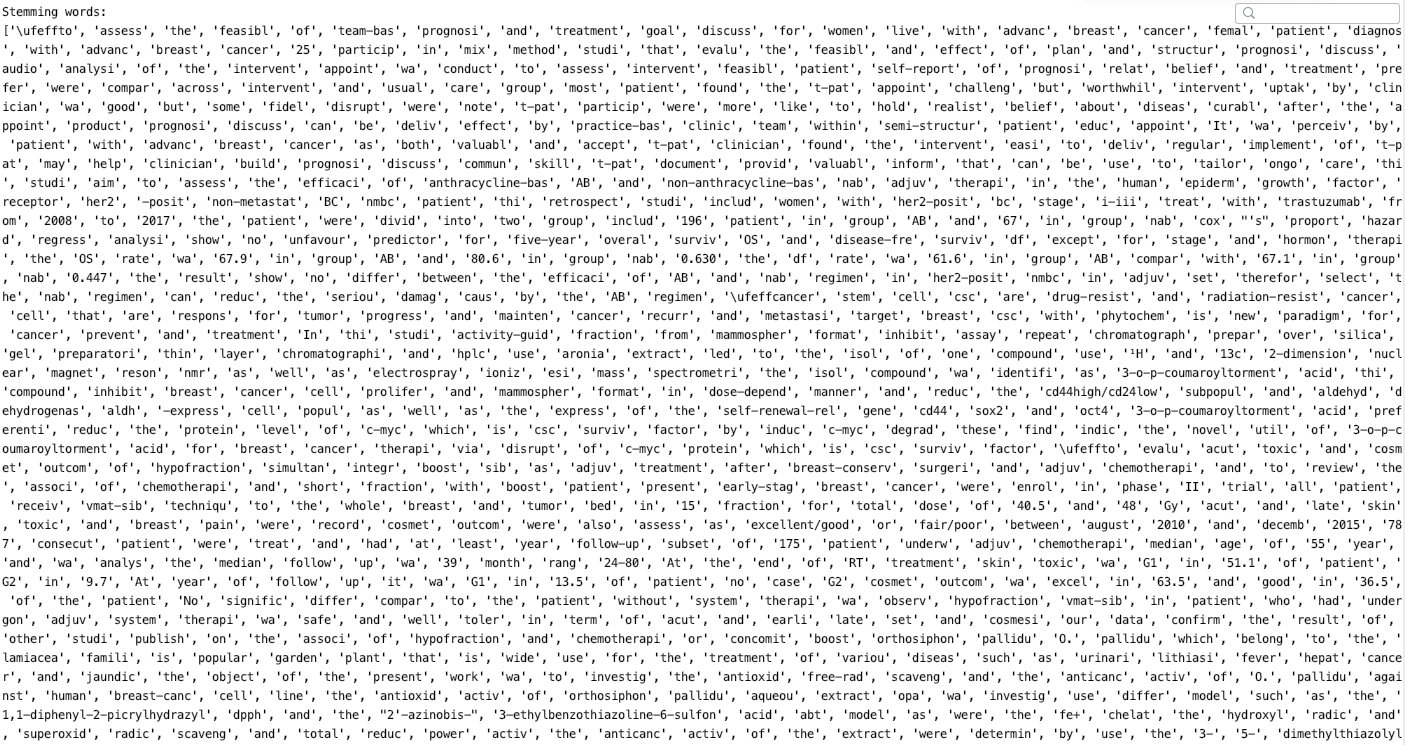 Stemming words:
['\ufeffto', 'assess', 'the', 'feasibl', 'of', 'team-bas', 'prognosi', 'and', 'treatment', 'goal', 'discuss', 'for', 'women', 'live', 'with', 'advanc', 'breast', 'cancer', 'femal', 'patient', 'diagnos
', 'with', 'advanc', 'breast', 'cancer', '25', 'particip', 'in', 'mix', 'method', 'studi', 'that', 'evalu', 'the', 'feasibl', 'and', 'effect', 'of', 'plan', 'and', 'structur', 'prognosi', 'discuss', '
audio', 'analysi', 'of', 'the', 'intervent', 'appoint', 'wa', 'conduct', 'to', 'assess', 'intervent', 'feasibl', 'patient', 'self-report', 'of', 'prognosi', 'relat', 'belief', 'and', 'treatment', 'pre
fer', 'were', 'compar', 'across', 'intervent', 'and', 'usual', 'care', 'group', 'most', 'patient', 'found', 'the', 't-pat', 'appoint', 'challeng', 'but', 'worthwhil', 'intervent', 'uptak', 'by', 'clin
ician', 'wa', 'good', 'but', 'some', 'fidel', 'disrupt', 'were', 'note', 't-pat', 'particip', 'were', 'more', 'like', 'to', 'hold', 'realist', 'belief', 'about', 'diseas', 'curabl', 'after', 'the', 'a
ppoint', 'product', 'prognosi', 'discuss', 'can', 'be', 'deliv', 'effect', 'by', 'practice-bas', 'clinic', 'team', 'within', 'semi-structur', 'patient', 'educ', 'appoint', 'It', 'wa', 'perceiv', 'by',
'patient', 'with', 'advanc', 'breast', 'cancer', 'as', 'both', 'valuabl', 'and', 'accept', 't-pat', 'clinician', 'found', 'the', 'intervent', 'easi', 'to', 'deliv', 'regular', 'implement', 'of', 't-p
at', 'may', 'help', 'clinician', 'build', 'prognosi', 'discuss', 'commun', 'skill', 't-pat', 'document', 'provid', 'valuabl', 'inform', 'that', 'can', 'be', 'use', 'to', 'tailor', 'ongo', 'care', 'thi
', 'studi', 'aim', 'to', 'assess', 'the', 'efficaci', 'of', 'anthracycline-bas', 'AB', 'and', 'non-anthracycline-bas', 'nab', 'adjuv', 'therapi', 'in', 'the', 'human', 'epiderm', 'growth', 'factor', '
receptor', 'her2', '-posit', 'non-metastat', 'BC', 'nmbc', 'patient', 'thi', 'retrospect', 'studi', 'includ', 'women', 'with', 'her2-posit', 'bc', 'stage', 'i-iii', 'treat', 'with', 'trastuzumab', 'fr
om', '2008', 'to', '2017', 'the', 'patient', 'were', 'divid', 'into', 'two', 'group', 'includ', '196', 'patient', 'in', 'group', 'AB', 'and', '67', 'in', 'group', 'nab', 'cox', "'s", 'proport', 'hazar
d', 'regress', 'analysi', 'show', 'no', 'unfavour', 'predictor', 'for', 'five-year', 'overal', 'surviv', 'OS', 'and', 'disease-fre', 'surviv', 'df', 'except', 'for', 'stage', 'and', 'hormon', 'therapi
', 'the', 'OS', 'rate', 'wa', '67.9', 'in', 'group', 'AB', 'and', '80.6', 'in', 'group', 'nab', '0.630', 'the', 'df', 'rate', 'wa', '61.6', 'in', 'group', 'AB', 'compar', 'with', '67.1', 'in', 'group'
, 'nab', '0.447', 'the', 'result', 'show', 'no', 'differ', 'between', 'the', 'efficaci', 'of', 'AB', 'and', 'nab', 'regimen', 'in', 'her2-posit', 'nmbc', 'in', 'adjuv', 'set', 'therefor', 'select', 't
he', 'nab', 'regimen', 'can', 'reduc', 'the', 'seriou', 'damag', 'caus', 'by', 'the', 'AB', 'regimen', '\ufeffcancer', 'stem', 'cell', 'csc', 'are', 'drug-resist', 'and', 'radiation-resist', 'cancer',
'cell', 'that', 'are', 'respons', 'for', 'tumor', 'progress', 'and', 'mainten', 'cancer', 'recurr', 'and', 'metastasi', 'target', 'breast', 'csc', 'with', 'phytochem', 'is', 'new', 'paradigm', 'for',
'cancer', 'prevent', 'and', 'treatment', 'In', 'thi', 'studi', 'activity-guid', 'fraction', 'from', 'mammospher', 'format', 'inhibit', 'assay', 'repeat', 'chromatograph', 'prepar', 'over', 'silica',
'gel', 'preparatori', 'thin', 'layer', 'chromatographi', 'and', 'hplc', 'use', 'aronia', 'extract', 'led', 'to', 'the', 'isol', 'of', 'one', 'compound', 'use', '¹H', 'and', '13c', '2-dimension', 'nucl
ear', 'magnet', 'reson', 'nmr', 'as', 'well', 'as', 'electrospray', 'ioniz', 'esi', 'mass', 'spectrometri', 'the', 'isol', 'compound', 'wa', 'identifi', 'as', '3-o-p-coumaroyltorment', 'acid', 'thi',
'compound', 'inhibit', 'breast', 'cancer', 'cell', 'prolifer', 'and', 'mammospher', 'format', 'in', 'dose-depend', 'manner', 'and', 'reduc', 'the', 'cd44high/cd24low', 'subpopul', 'and', 'aldehyd', 'd
ehydrogenas', 'aldh', '-express', 'cell', 'popul', 'as', 'well', 'as', 'the', 'express', 'of', 'the', 'self-renewal-rel', 'gene', 'cd44', 'sox2', 'and', 'oct4', '3-o-p-coumaroyltorment', 'acid', 'pref
erenti', 'reduc', 'the', 'protein', 'level', 'of', 'c-myc', 'which', 'is', 'csc', 'surviv', 'factor', 'by', 'induc', 'c-myc', 'degrad', 'these', 'find', 'indic', 'the', 'novel', 'util', 'of', '3-o-p-c
oumaroyltorment', 'acid', 'for', 'breast', 'cancer', 'therapi', 'via', 'disrupt', 'of', 'c-myc', 'protein', 'which', 'is', 'csc', 'surviv', 'factor', '\ufeffto', 'evalu', 'acut', 'toxic', 'and', 'cosm
et', 'outcom', 'of', 'hypofraction', 'simultan', 'integr', 'boost', 'sib', 'as', 'adjuv', 'treatment', 'after', 'breast-conserv', 'surgeri', 'and', 'adjuv', 'chemotherapi', 'and', 'to', 'review', 'the
', 'associ', 'of', 'chemotherapi', 'and', 'short', 'fraction', 'with', 'boost', 'patient', 'present', 'early-stag', 'breast', 'cancer', 'were', 'enrol', 'in', 'phase', 'II', 'trial', 'all', 'patient',
'receiv', 'vmat-sib', 'techniqu', 'to', 'the', 'whole', 'breast', 'and', 'tumor', 'bed', 'in', '15', 'fraction', 'for', 'total', 'dose', 'of', '40.5', 'and', '48', 'Gy', 'acut', 'and', 'late', 'skin'
, 'toxic', 'and', 'breast', 'pain', 'were', 'record', 'cosmet', 'outcom', 'were', 'also', 'assess', 'as', 'excellent/good', 'or', 'fair/poor', 'between', 'august', '2010', 'and', 'decemb', '2015', '78
7', 'consecut', 'patient', 'were', 'treat', 'and', 'had', 'at', 'least', 'year', 'follow-up', 'subset', 'of', '175', 'patient', 'underw', 'adjuv', 'chemotherapi', 'median', 'age', 'of', '55', 'year',
'and', 'wa', 'analys', 'the', 'median', 'follow', 'up', 'wa', '39', 'month', 'rang', '24-80', 'At', 'the', 'end', 'of', 'RT', 'treatment', 'skin', 'toxic', 'wa', 'G1', 'in', '51.1', 'of', 'patient', '
G2', 'in', '9.7', 'At', 'year', 'of', 'follow', 'up', 'it', 'wa', 'G1', 'in', '13.5', 'of', 'patient', 'no', 'case', 'G2', 'cosmet', 'outcom', 'wa', 'excel', 'in', '63.5', 'and', 'good', 'in', '36.5',
'of', 'the', 'patient', 'No', 'signific', 'differ', 'compar', 'to', 'the', 'patient', 'without', 'system', 'therapi', 'wa', 'observ', 'hypofraction', 'vmat-sib', 'in', 'patient', 'who', 'had', 'under
gon', 'adjuv', 'system', 'therapi', 'wa', 'safe', 'and', 'well', 'toler', 'in', 'term', 'of', 'acut', 'and', 'earli', 'late', 'set', 'and', 'cosmesi', 'our', 'data', 'confirm', 'the', 'result', 'of',
'other', 'studi', 'publish', 'on', 'the', 'associ', 'of', 'hypofraction', 'and', 'chemotherapi', 'or', 'concomit', 'boost', 'orthosiphon', 'pallidu', 'O.', 'pallidu', 'which', 'belong', 'to', 'the', '
lamiacea', 'famili', 'is', 'popular', 'garden', 'plant', 'that', 'is', 'wide', 'use', 'for', 'the', 'treatment', 'of', 'variou', 'diseas', 'such', 'as', 'urinari', 'lithiasi', 'fever', 'hepat', 'cance
r', 'and', 'jaundic', 'the', 'object', 'of', 'the', 'present', 'work', 'wa', 'to', 'investig', 'the', 'antioxid', 'free-rad', 'scaveng', 'and', 'the', 'anticanc', 'activ', 'of', 'O.', 'pallidu', 'agai
nst', 'human', 'breast-canc', 'cell', 'line', 'the', 'antioxid', 'activ', 'of', 'orthosiphon', 'pallidu', 'aqueou', 'extract', 'opa', 'wa', 'investig', 'use', 'differ', 'model', 'such', 'as', 'the', '
1,1-diphenyl-2-picrylhydrazyl', 'dpph', 'and', 'the', "2'-azinobis-", '3-ethylbenzothiazoline-6-sulfon', 'acid', 'abt', 'model', 'as', 'were', 'the', 'fe+', 'chelat', 'the', 'hydroxyl', 'radic', 'and'
, 'superoxid', 'radic', 'scaveng', 'and', 'total', 'reduc', 'power', 'activ', 'the', 'anticanc', 'activ', 'of', 'the', 'extract', 'were', 'determin', 'by', 'use', 'the', '3-', '5-', 'dimethylthiazolyl